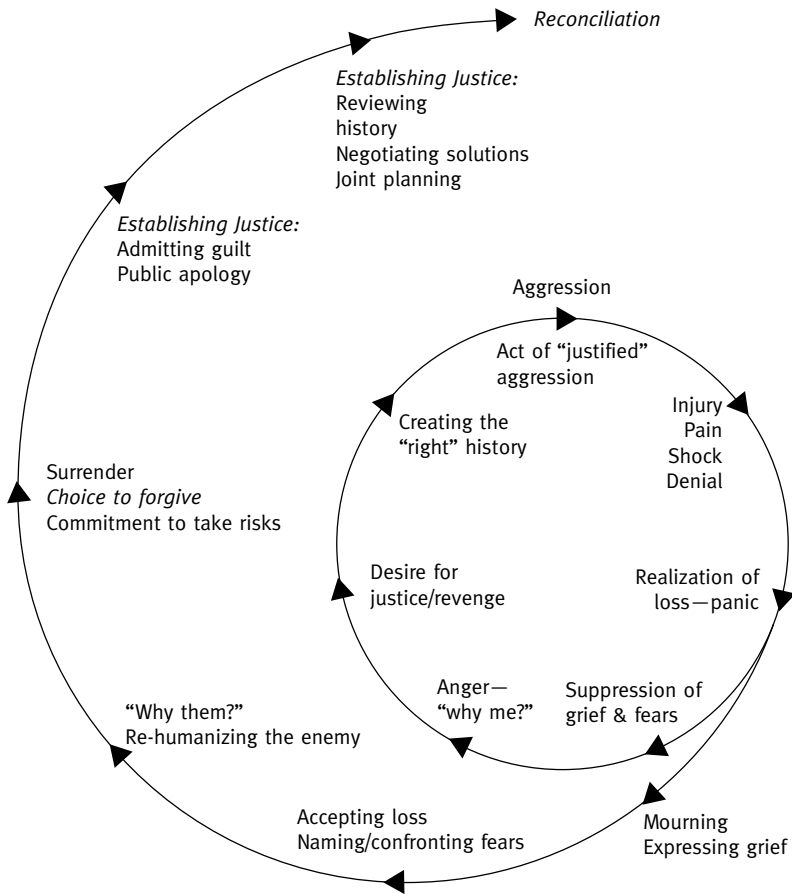 Reconciliation
Establishing Justice:
Reviewing
history
Negotiating solutions
Joint planning
Establishing Justice:
Admitting guilt
Public apology
Aggression
Act of “justified”
aggression
Creating the
“right” history
Injury
Pain
Shock
Denial
Surrender
Choice to forgive
Commitment to take risks
Desire for
justice/revenge
Realization of
loss—panic
Anger—
“why me?”
Suppression of
grief & fears
“Why them?”
Re-humanizing the enemy
Accepting loss
Naming/confronting fears
Mourning
Expressing grief